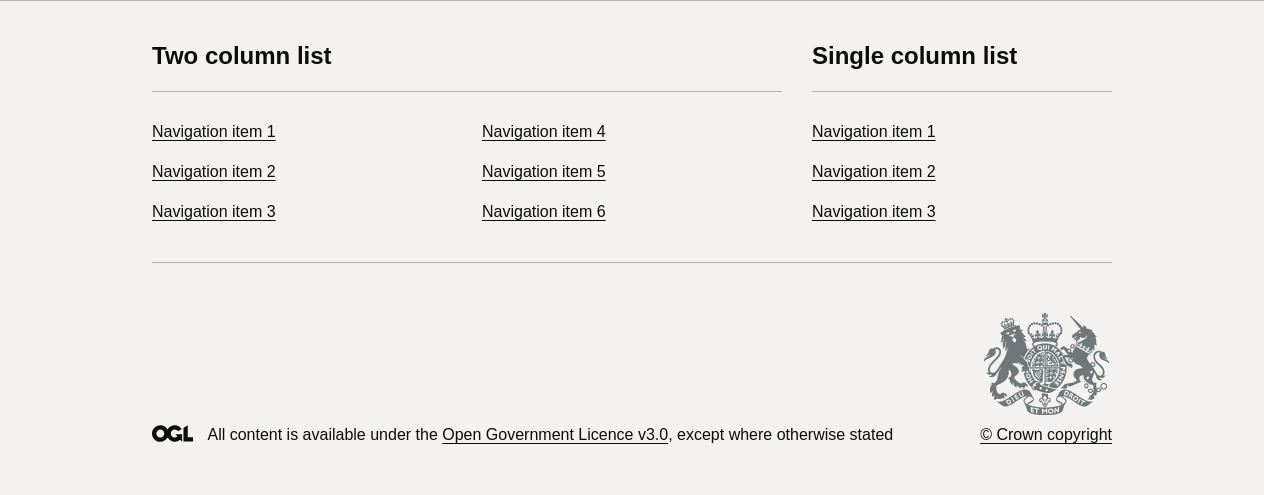 Two column list
Navigation item 1
Navigation item 2
Navigation item 3
Navigation item 4
Navigation item 5
Navigation item 6
Single column list
Navigation item 1
Navigation item 2
Navigation item 3
OGL All content is available under the Open Government Licence v3.0, except where otherwise stated
DIEU ET MON DROIT
© Crown copyright